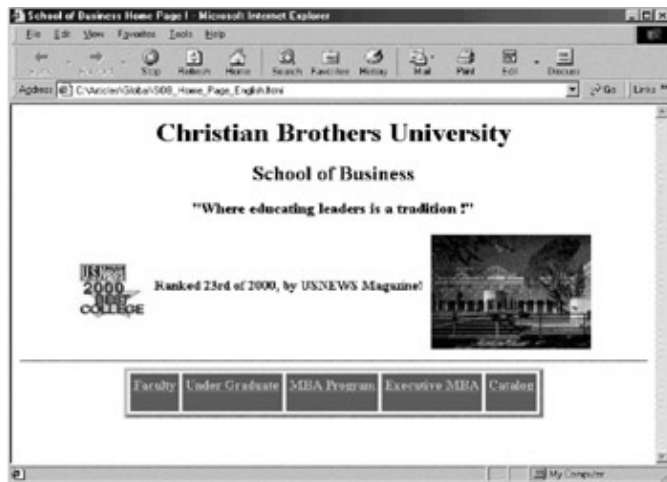 School of Business Home Page ! - Microsoft Internet Explorer
File Edit View Favorites Tools Help
Stop Refresh Home Search Favorites History Mail Print Edit Discuss
Address Go Links
Christian Brothers University
School of Business
"Where educating leaders is a tradition !"
USNews
2000
BEST
COLLEGE
Ranked 23rd of 2000, by USNEWS Magazine!
Faculty Under Graduate MBA Program Executive MBA Catalog
My Computer